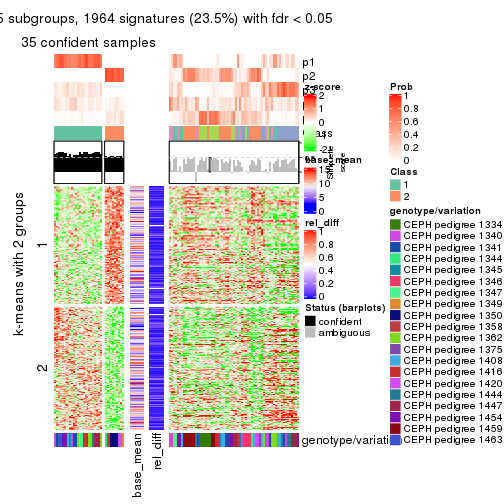 5 subgroups, 1964 signatures (23.5%) with fdr < 0.05
35 confident samples
p1
p2
p3
z-score
2
-2
base_mean
15
10
5
0
rel_diff
1
0.8
0.6
0.4
0.2
0
Status (barplots)
confident
ambiguous
Prob
1
0.8
0.6
0.4
0.2
0
Class
1
2
genotype/variation
CEPH pedigree 1334
CEPH pedigree 1340
CEPH pedigree 1341
CEPH pedigree 1344
CEPH pedigree 1345
CEPH pedigree 1346
CEPH pedigree 1347
CEPH pedigree 1349
CEPH pedigree 1350
CEPH pedigree 1358
CEPH pedigree 1362
CEPH pedigree 1375
CEPH pedigree 1408
CEPH pedigree 1416
CEPH pedigree 1420
CEPH pedigree 1444
CEPH pedigree 1447
CEPH pedigree 1454
CEPH pedigree 1459
CEPH pedigree 1463
k-means with 2 groups
1
2
genotype/variation
base_mean
rel_diff